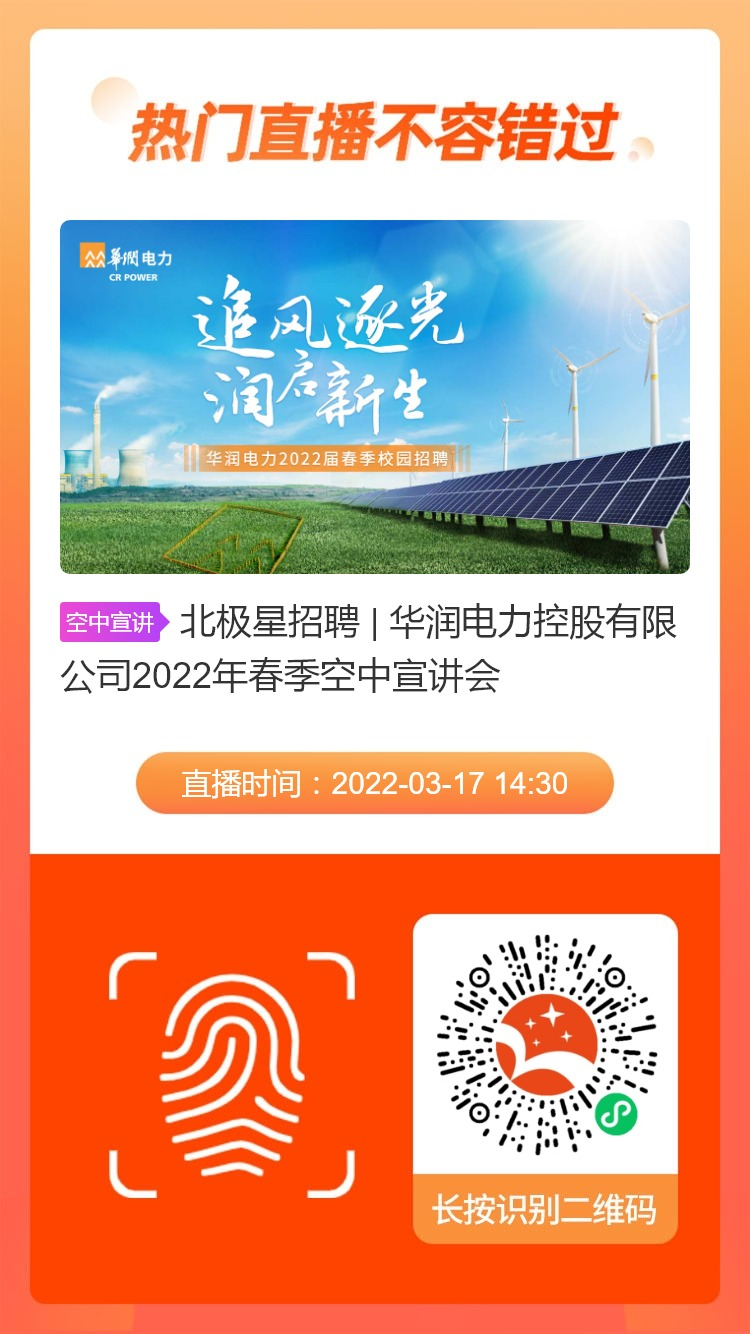 热门直播不容错过
华润电力
CR POWER
追风逐光
润启新生
华润电力2022届春季校园招聘
空中宣讲 北极星招聘 | 华润电力控股有限
公司2022年春季空中宣讲会
直播时间：2022-03-17 14:30
长按识别二维码